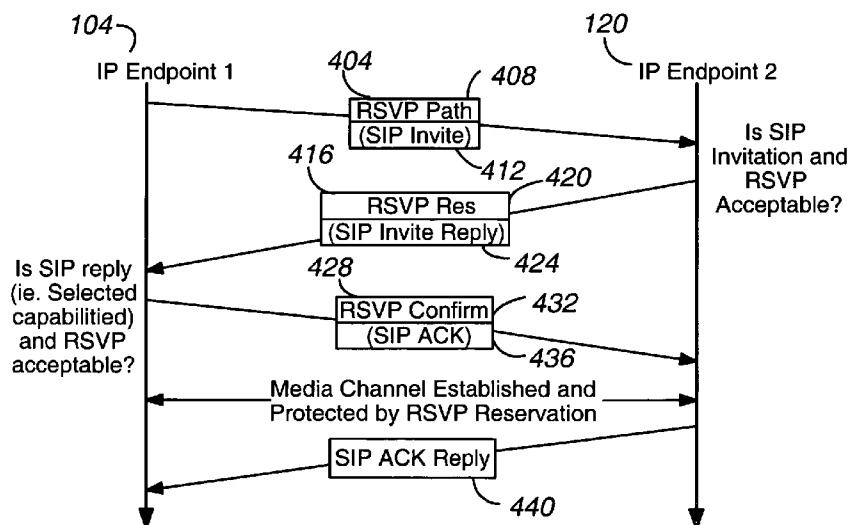 104
120
IP Endpoint 1
IP Endpoint 2
404
408
RSVP Path
(SIP Invite)
412
Is SIP
Invitation and
RSVP
Acceptable?
416
420
RSVP Res
(SIP Invite Reply)
424
Is SIP reply
(ie. Selected
capabilitied)
and RSVP
acceptable?
428
RSVP Confirm
432
(SIP ACK)
436
Media Channel Established and
Protected by RSVP Reservation
SIP ACK Reply
440